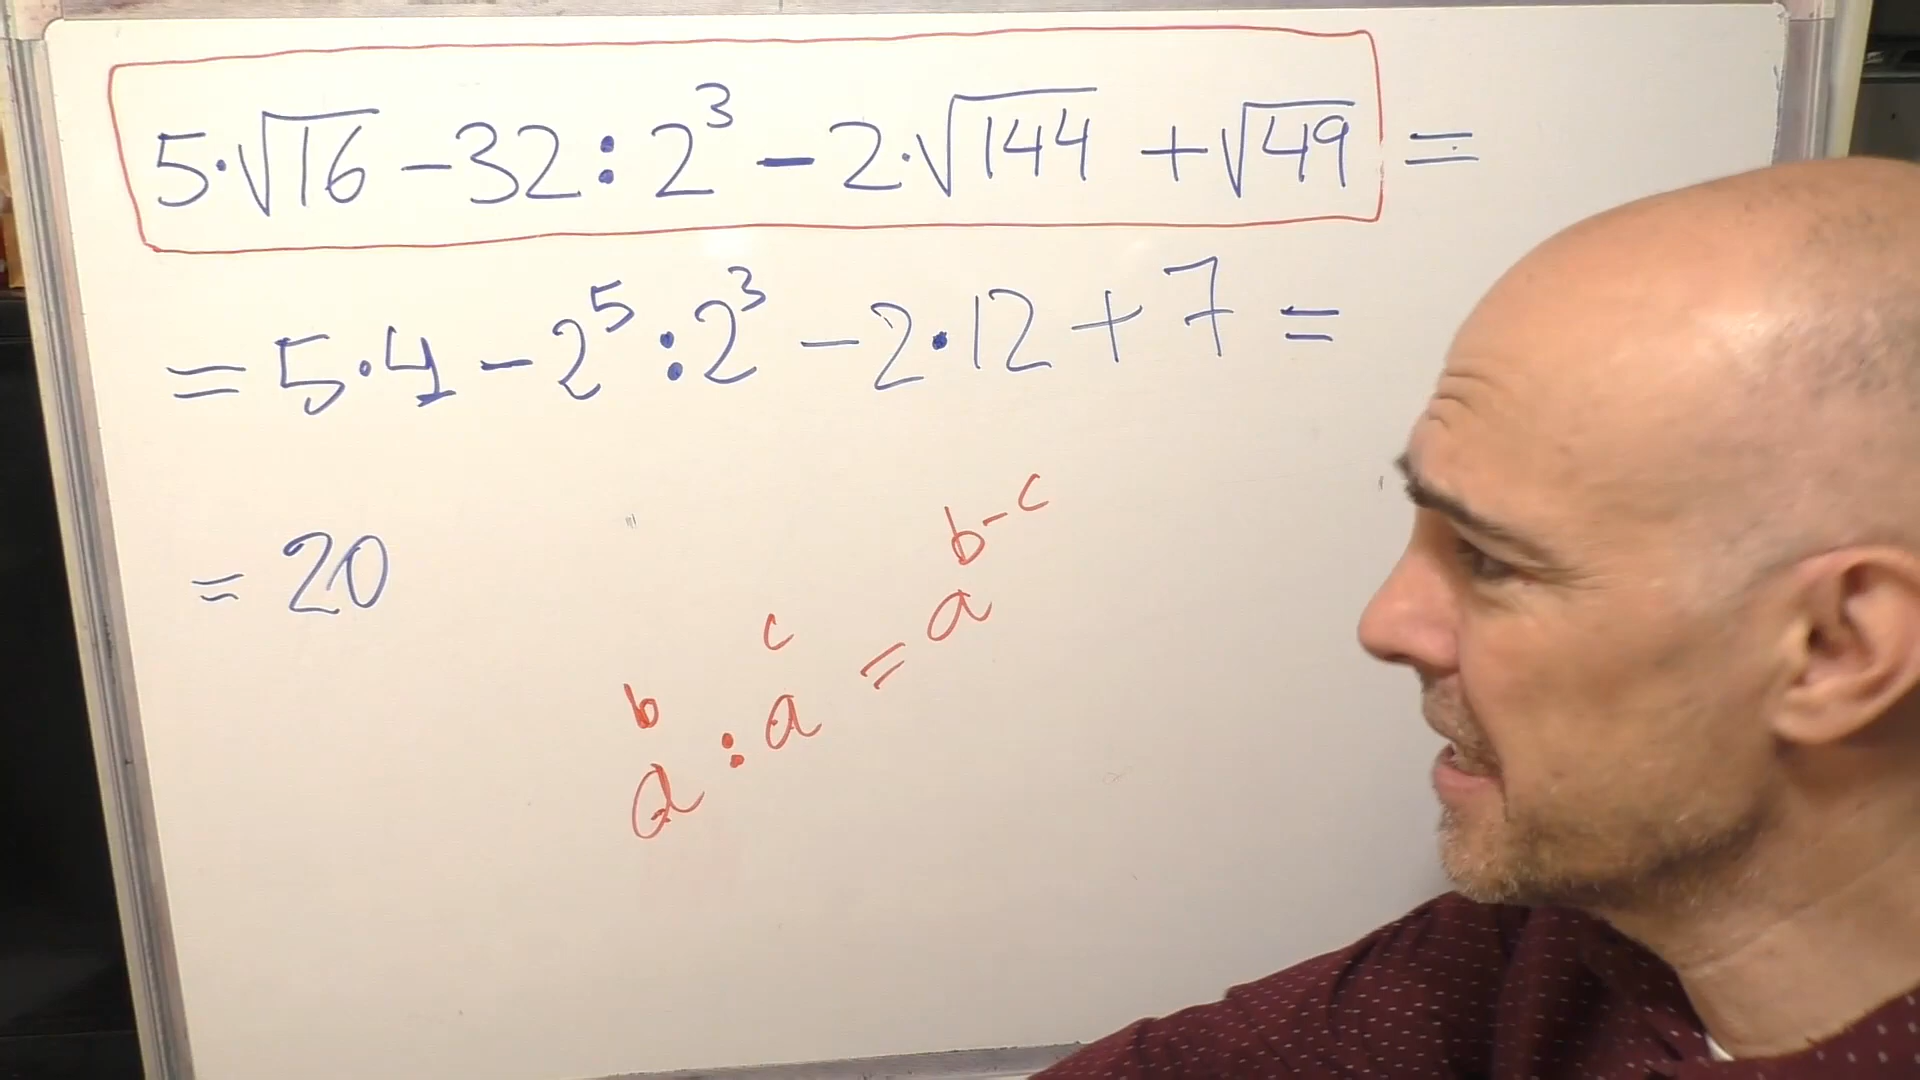 5·√16 − 32 : 2³ − 2·√144 + √49 =
= 5·4 − 2⁵ : 2³ − 2·12 + 7 =
= 20
a^b : a^c = a^(b-c)